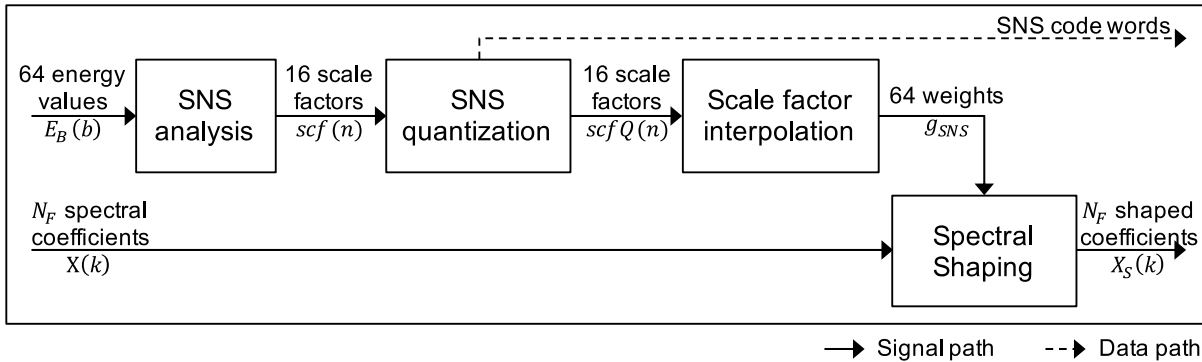 SNS code words
64 energy
values
E_B(b)
SNS
analysis
16 scale
factors
scf(n)
SNS
quantization
16 scale
factors
scfQ(n)
Scale factor
interpolation
64 weights
g_SNS
N_F spectral
coefficients
X(k)
Spectral
Shaping
N_F shaped
coefficients
X_S(k)
Signal path
Data path